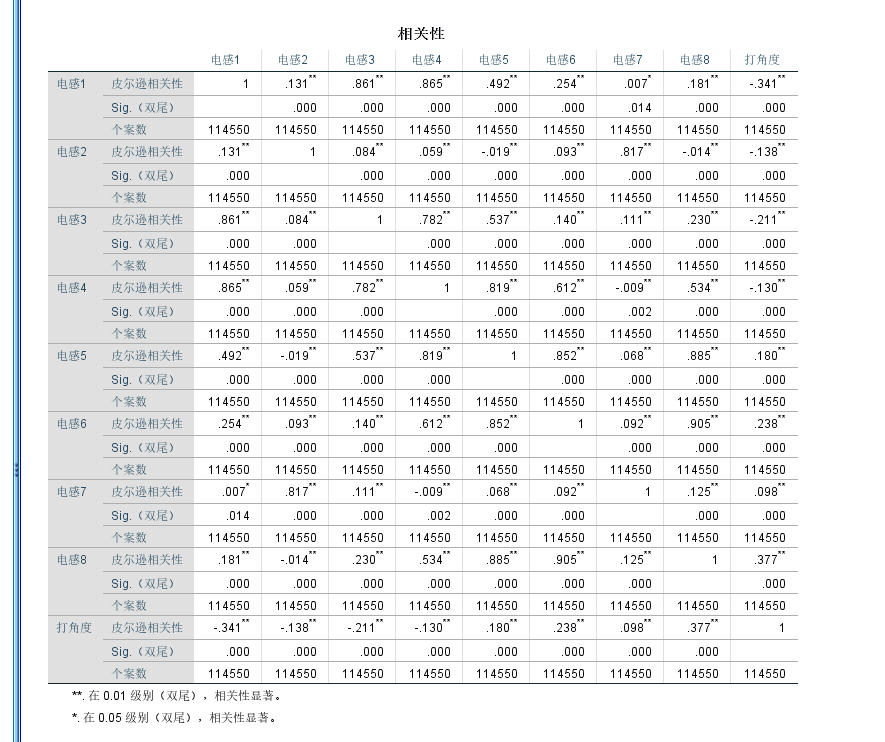 相关性
电感1 电感2 电感3 电感4 电感5 电感6 电感7 电感8 打角度
电感1 皮尔逊相关性 1 .131** .861** .865** .492** .254** .007* .181** -.341**
Sig.（双尾） .000 .000 .000 .000 .000 .014 .000 .000
个案数 114550 114550 114550 114550 114550 114550 114550 114550 114550
电感2 皮尔逊相关性 .131** 1 .084** .059** -.019** .093** .817** -.014** -.138**
Sig.（双尾） .000 .000 .000 .000 .000 .000 .000 .000
个案数 114550 114550 114550 114550 114550 114550 114550 114550 114550
电感3 皮尔逊相关性 .861** .084** 1 .782** .537** .140** .111** .230** -.211**
Sig.（双尾） .000 .000 .000 .000 .000 .000 .000 .000
个案数 114550 114550 114550 114550 114550 114550 114550 114550 114550
电感4 皮尔逊相关性 .865** .059** .782** 1 .819** .612** -.009** .534** -.130**
Sig.（双尾） .000 .000 .000 .000 .000 .002 .000 .000
个案数 114550 114550 114550 114550 114550 114550 114550 114550 114550
电感5 皮尔逊相关性 .492** -.019** .537** .819** 1 .852** .068** .885** .180**
Sig.（双尾） .000 .000 .000 .000 .000 .000 .000 .000
个案数 114550 114550 114550 114550 114550 114550 114550 114550 114550
电感6 皮尔逊相关性 .254** .093** .140** .612** .852** 1 .092** .905** .238**
Sig.（双尾） .000 .000 .000 .000 .000 .000 .000 .000
个案数 114550 114550 114550 114550 114550 114550 114550 114550 114550
电感7 皮尔逊相关性 .007* .817** .111** -.009** .068** .092** 1 .125** .098**
Sig.（双尾） .014 .000 .000 .002 .000 .000 .000 .000
个案数 114550 114550 114550 114550 114550 114550 114550 114550 114550
电感8 皮尔逊相关性 .181** -.014** .230** .534** .885** .905** .125** 1 .377**
Sig.（双尾） .000 .000 .000 .000 .000 .000 .000 .000
个案数 114550 114550 114550 114550 114550 114550 114550 114550 114550
打角度 皮尔逊相关性 -.341** -.138** -.211** -.130** .180** .238** .098** .377** 1
Sig.（双尾） .000 .000 .000 .000 .000 .000 .000 .000
个案数 114550 114550 114550 114550 114550 114550 114550 114550 114550
**. 在 0.01 级别（双尾），相关性显著。
*. 在 0.05 级别（双尾），相关性显著。